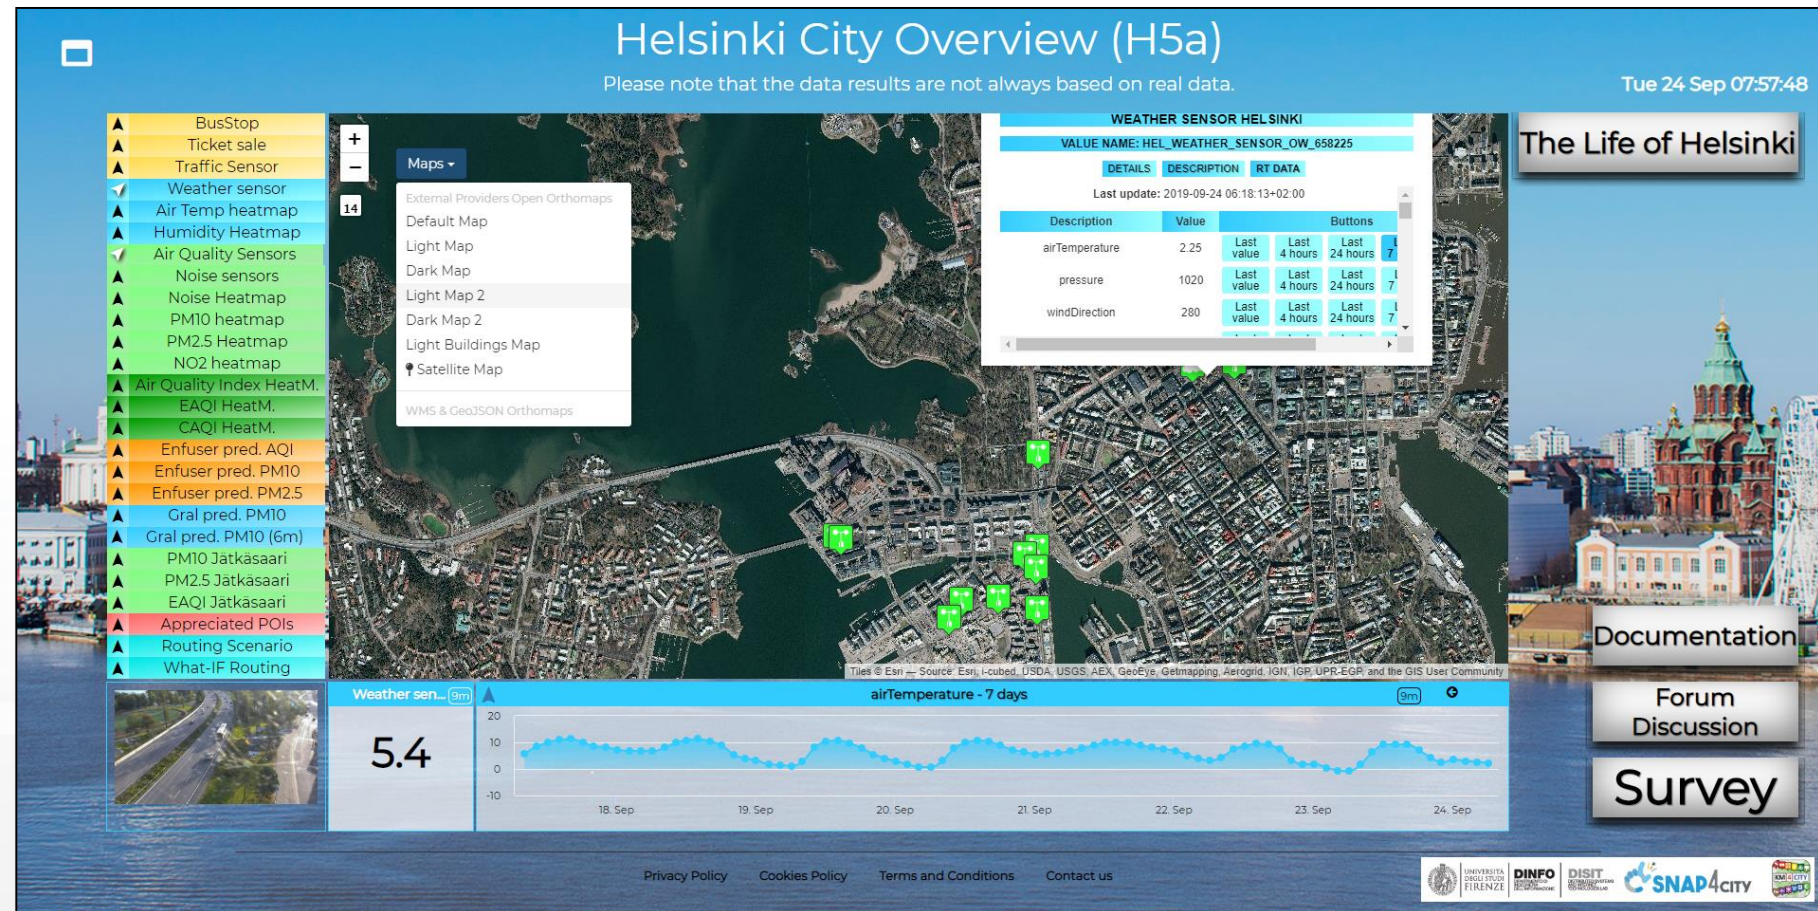 Helsinki City Overview (H5a)
Please note that the data results are not always based on real data.
Tue 24 Sep 07:57:48
BusStop
Ticket sale
Traffic Sensor
Weather sensor
Air Temp heatmap
Humidity Heatmap
Air Quality Sensors
Noise sensors
Noise Heatmap
PM10 heatmap
PM2.5 Heatmap
NO2 heatmap
Air Quality Index HeatM.
EAQI HeatM.
CAQI HeatM.
Enfuser pred. AQI
Enfuser pred. PM10
Enfuser pred. PM2.5
Gral pred. PM10
Gral pred. PM10 (6m)
PM10 Jätkäsaari
PM2.5 Jätkäsaari
EAQI Jätkäsaari
Appreciated POIs
Routing Scenario
What-IF Routing
+
−
14
Maps
External Providers Open Orthomaps
Default Map
Light Map
Dark Map
Light Map 2
Dark Map 2
Light Buildings Map
Satellite Map
WMS & GeoJSON Orthomaps
WEATHER SENSOR HELSINKI
VALUE NAME: HEL_WEATHER_SENSOR_OW_658225
DETAILS DESCRIPTION RT DATA
Last update: 2019-09-24 06:18:13+02:00
Description Value Buttons
airTemperature 2.25 Last value Last 4 hours Last 24 hours 7
pressure 1020 Last value Last 4 hours Last 24 hours 7
windDirection 280 Last value Last 4 hours Last 24 hours 7
Tiles © Esri — Source: Esri, i-cubed, USDA, USGS, AEX, GeoEye, Getmapping, Aerogrid, IGN, IGP, UPR-EGP, and the GIS User Community
The Life of Helsinki
Documentation
Forum
Discussion
Survey
Weather sen... 9m
5.4
airTemperature - 7 days
9m
20
10
0
-10
18. Sep 19. Sep 20. Sep 21. Sep 22. Sep 23. Sep 24. Sep
Privacy Policy Cookies Policy Terms and Conditions Contact us
UNIVERSITÀ
DEGLI STUDI
FIRENZE
DINFO
DISIT
SNAP4CITY
KM4CITY